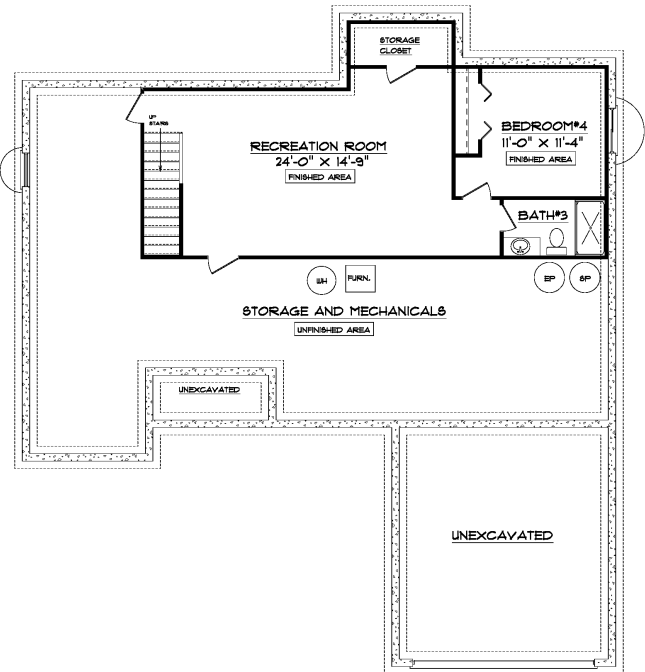 STORAGE
CLOSET
UP
STAIRS
RECREATION ROOM
24'-0" X 14'-9"
FINISHED AREA
BEDROOM#4
11'-0" X 11'-4"
FINISHED AREA
BATH#3
WH
FURN.
EP
SP
STORAGE AND MECHANICALS
UNFINISHED AREA
UNEXCAVATED
UNEXCAVATED